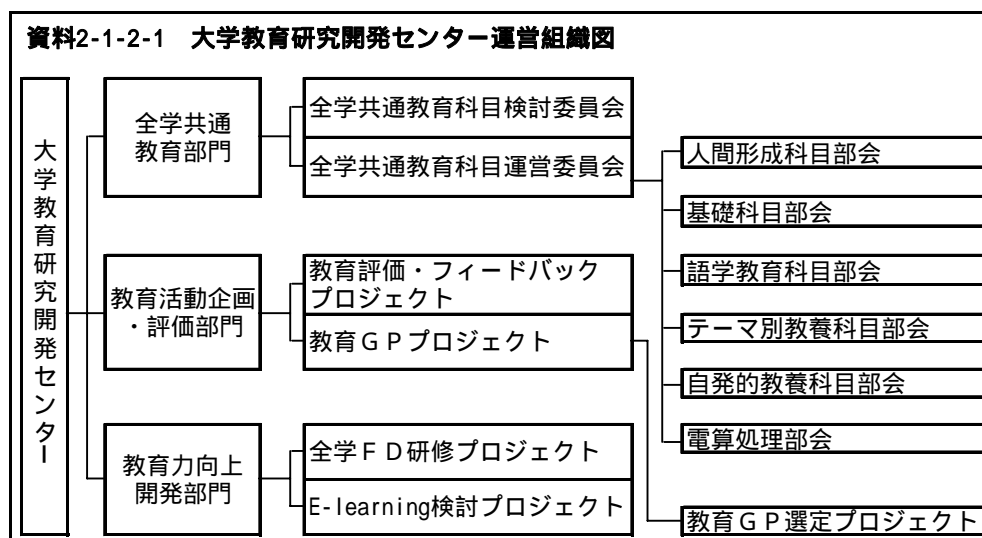 資料2-1-2-1　大学教育研究開発センター運営組織図
大学教育研究開発センター
全学共通
教育部門
全学共通教育科目検討委員会
全学共通教育科目運営委員会
人間形成科目部会
基礎科目部会
語学教育科目部会
テーマ別教養科目部会
自発的教養科目部会
電算処理部会
教育活動企画
・評価部門
教育評価・フィードバック
プロジェクト
教育ＧＰプロジェクト
教育ＧＰ選定プロジェクト
教育力向上
開発部門
全学ＦＤ研修プロジェクト
E-learning検討プロジェクト